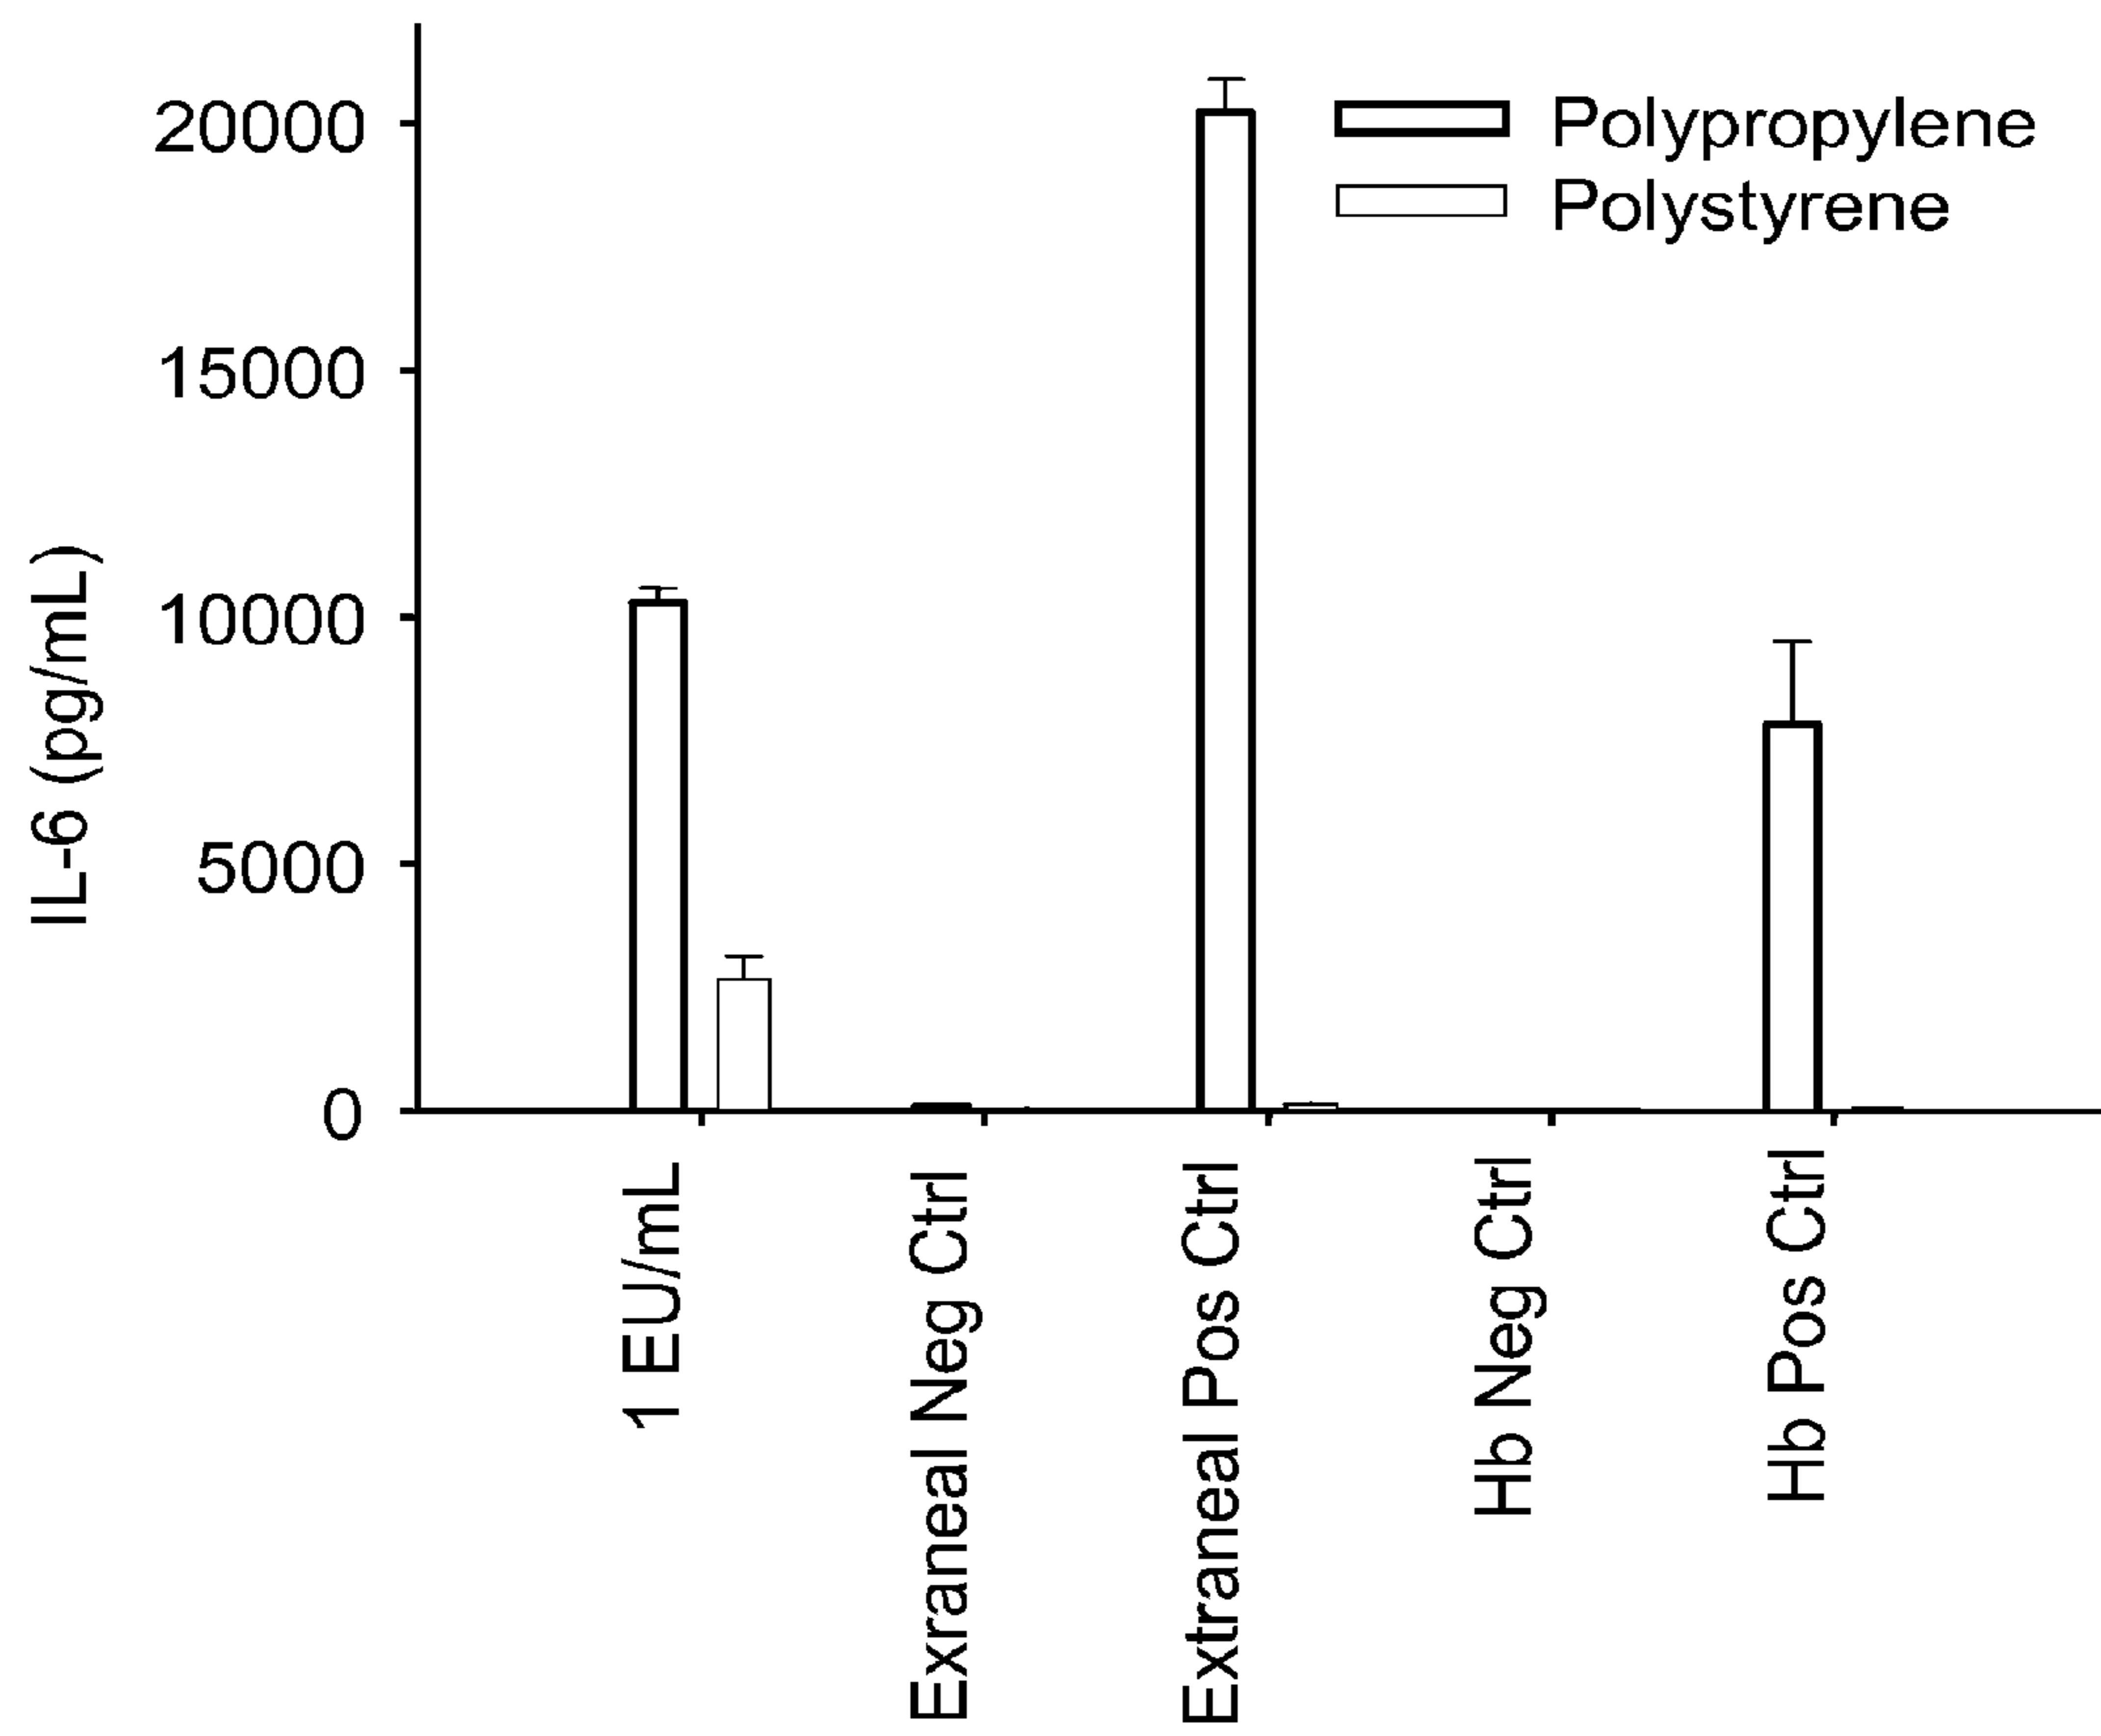 IL-6 (pg/mL)
20000
15000
10000
5000
0
Polypropylene
Polystyrene
1 EU/mL
Exraneal Neg Ctrl
Extraneal Pos Ctrl
Hb Neg Ctrl
Hb Pos Ctrl